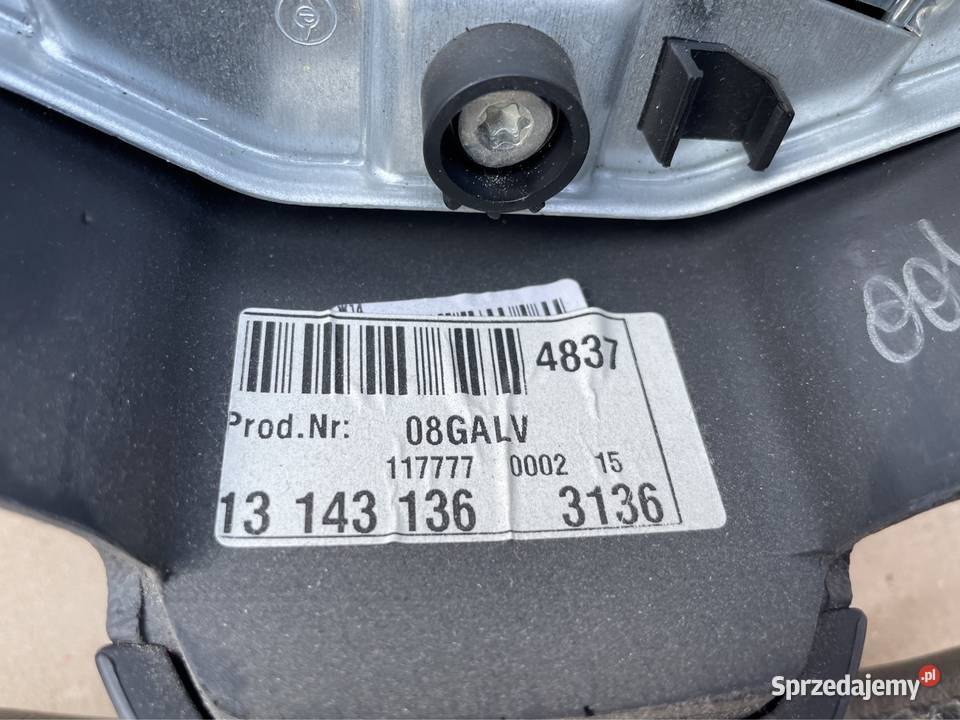 4837
Prod.Nr: 08GALV
117777 0002 15
13 143 136 3136
Sprzedajemy.pl